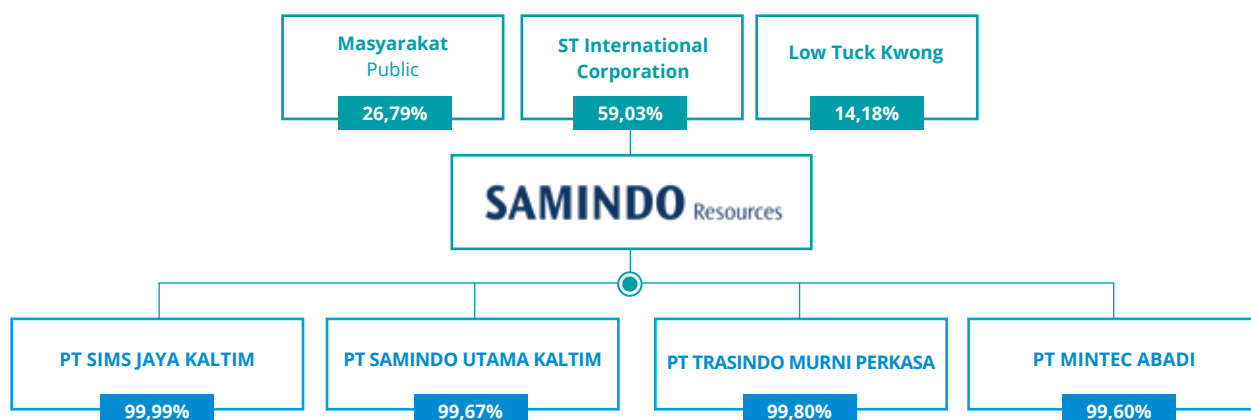 Masyarakat
Public
26,79%
ST International
Corporation
59,03%
Low Tuck Kwong
14,18%
SAMINDO Resources
PT SIMS JAYA KALTIM
99,99%
PT SAMINDO UTAMA KALTIM
99,67%
PT TRASINDO MURNI PERKASA
99,80%
PT MINTEC ABADI
99,60%